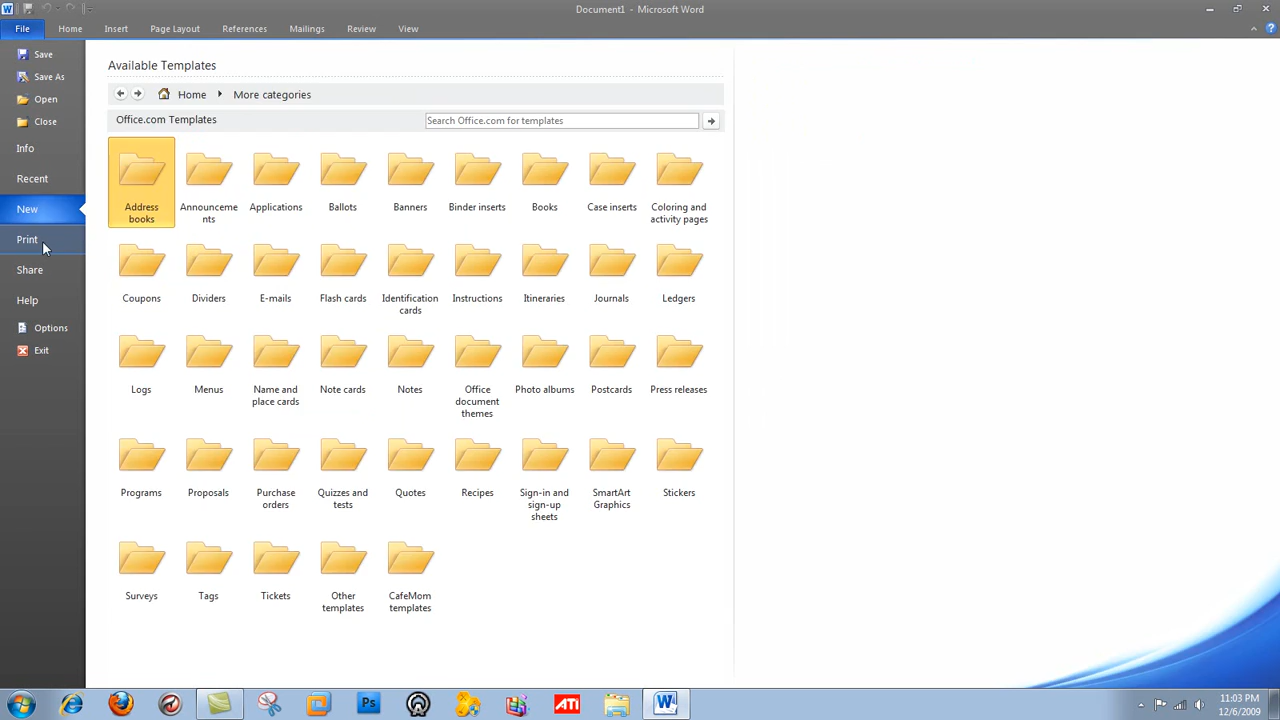 Document1 - Microsoft Word
File Home Insert Page Layout References Mailings Review View
Save
Save As
Open
Close
Info
Recent
New
Print
Share
Help
Options
Exit
Available Templates
Home More categories
Office.com Templates
Search Office.com for templates
Address books
Announcements
Applications
Ballots
Banners
Binder inserts
Books
Case inserts
Coloring and activity pages
Coupons
Dividers
E-mails
Flash cards
Identification cards
Instructions
Itineraries
Journals
Ledgers
Logs
Menus
Name and place cards
Note cards
Notes
Office document themes
Photo albums
Postcards
Press releases
Programs
Proposals
Purchase orders
Quizzes and tests
Quotes
Recipes
Sign-in and sign-up sheets
SmartArt Graphics
Stickers
Surveys
Tags
Tickets
Other templates
CafeMom templates
Ps
ATI
11:03 PM
12/6/2009